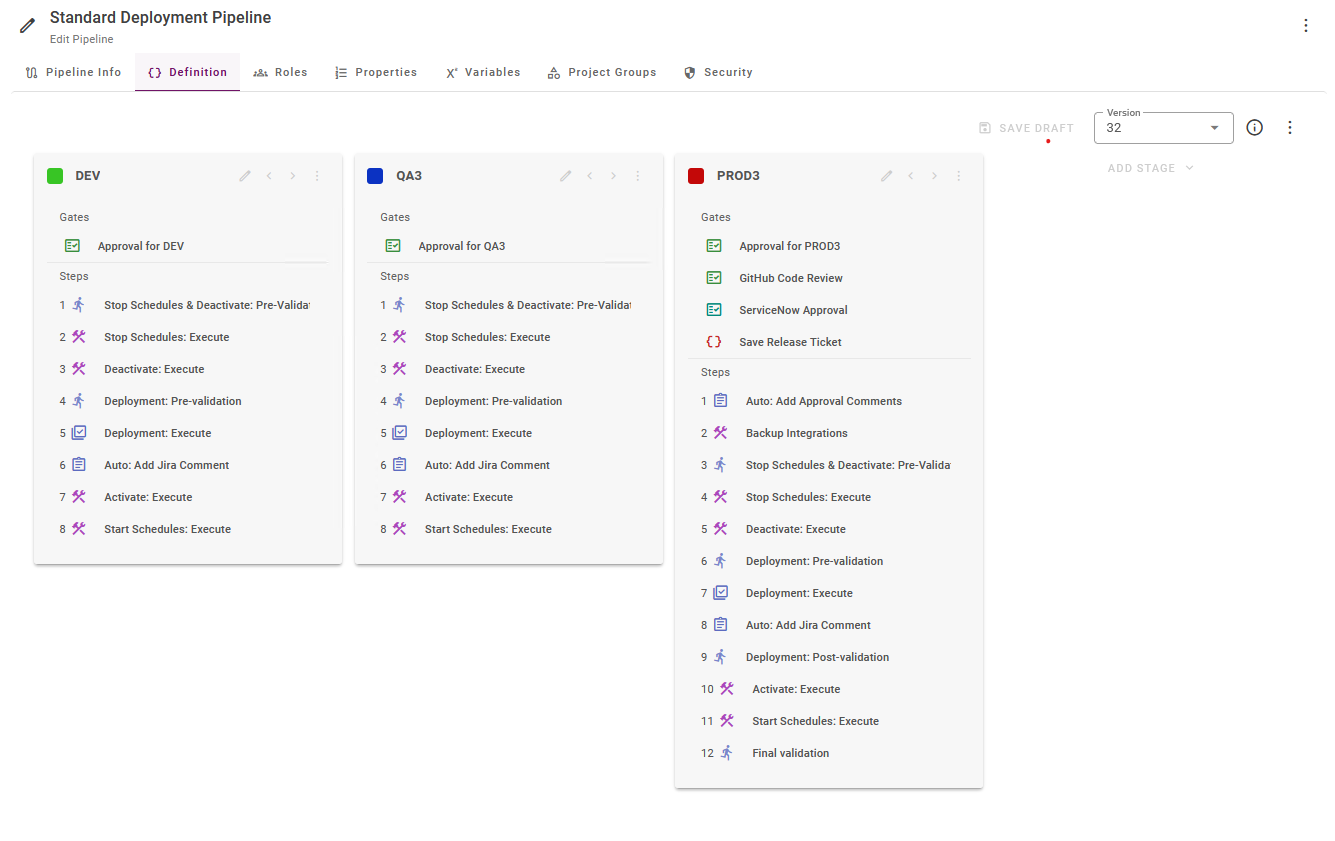 Standard Deployment Pipeline
Edit Pipeline
Pipeline Info
Definition
Roles
Properties
Variables
Project Groups
Security
SAVE DRAFT
Version
32
ADD STAGE
DEV
Gates
Approval for DEV
Steps
1 Stop Schedules & Deactivate: Pre-Validat
2 Stop Schedules: Execute
3 Deactivate: Execute
4 Deployment: Pre-validation
5 Deployment: Execute
6 Auto: Add Jira Comment
7 Activate: Execute
8 Start Schedules: Execute
QA3
Gates
Approval for QA3
Steps
1 Stop Schedules & Deactivate: Pre-Validat
2 Stop Schedules: Execute
3 Deactivate: Execute
4 Deployment: Pre-validation
5 Deployment: Execute
6 Auto: Add Jira Comment
7 Activate: Execute
8 Start Schedules: Execute
PROD3
Gates
Approval for PROD3
GitHub Code Review
ServiceNow Approval
Save Release Ticket
Steps
1 Auto: Add Approval Comments
2 Backup Integrations
3 Stop Schedules & Deactivate: Pre-Valida
4 Stop Schedules: Execute
5 Deactivate: Execute
6 Deployment: Pre-validation
7 Deployment: Execute
8 Auto: Add Jira Comment
9 Deployment: Post-validation
10 Activate: Execute
11 Start Schedules: Execute
12 Final validation